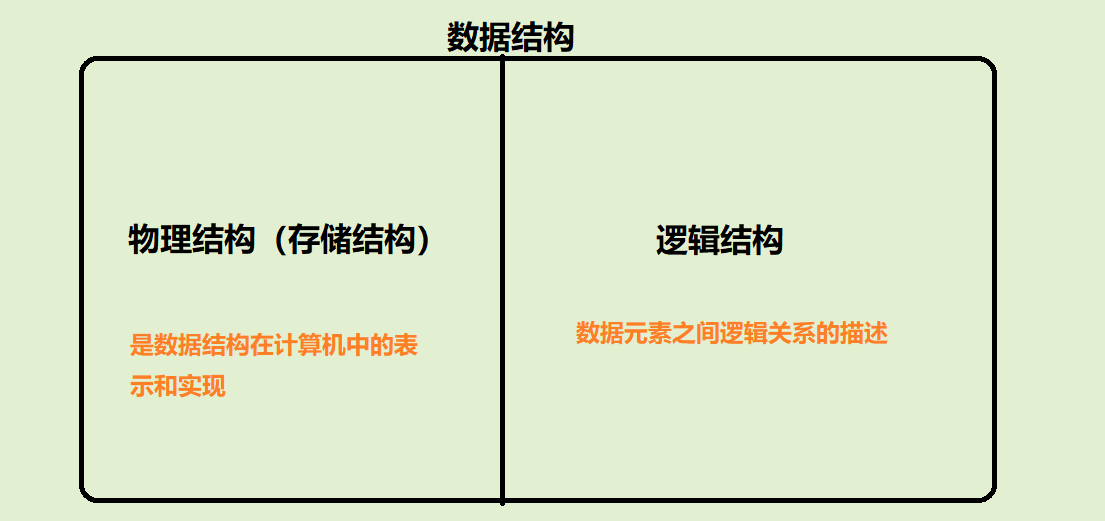 数据结构
物理结构（存储结构）
是数据结构在计算机中的表
示和实现
逻辑结构
数据元素之间逻辑关系的描述